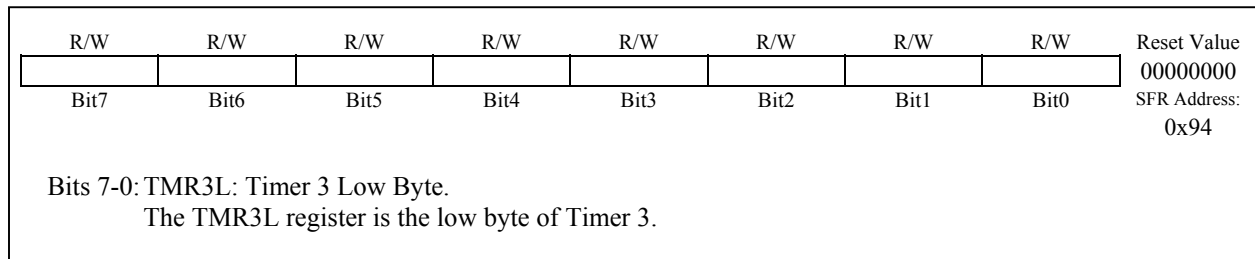 R/W R/W R/W R/W R/W R/W R/W R/W Reset Value
00000000
Bit7 Bit6 Bit5 Bit4 Bit3 Bit2 Bit1 Bit0 SFR Address:
0x94
Bits 7-0: TMR3L: Timer 3 Low Byte.
The TMR3L register is the low byte of Timer 3.